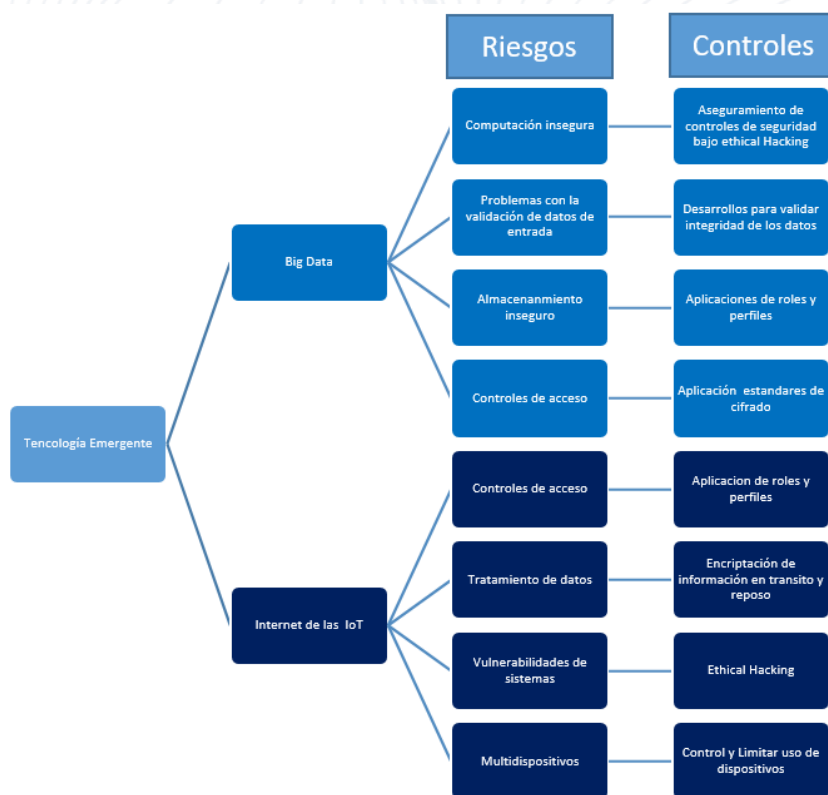 Riesgos
Controles
Computación insegura
Aseguramiento de
controles de seguridad
bajo ethical Hacking
Problemas con la
validación de datos de
entrada
Desarrollos para validar
integridad de los datos
Big Data
Almacenanmiento
inseguro
Aplicaciones de roles y
perfiles
Controles de acceso
Aplicación estandares de
cifrado
Tencología Emergente
Controles de acceso
Aplicacion de roles y
perfiles
Tratamiento de datos
Encriptación de
información en transito y
reposo
Internet de las IoT
Vulnerabilidades de
sistemas
Ethical Hacking
Multidispositivos
Control y Limitar uso de
dispositivos